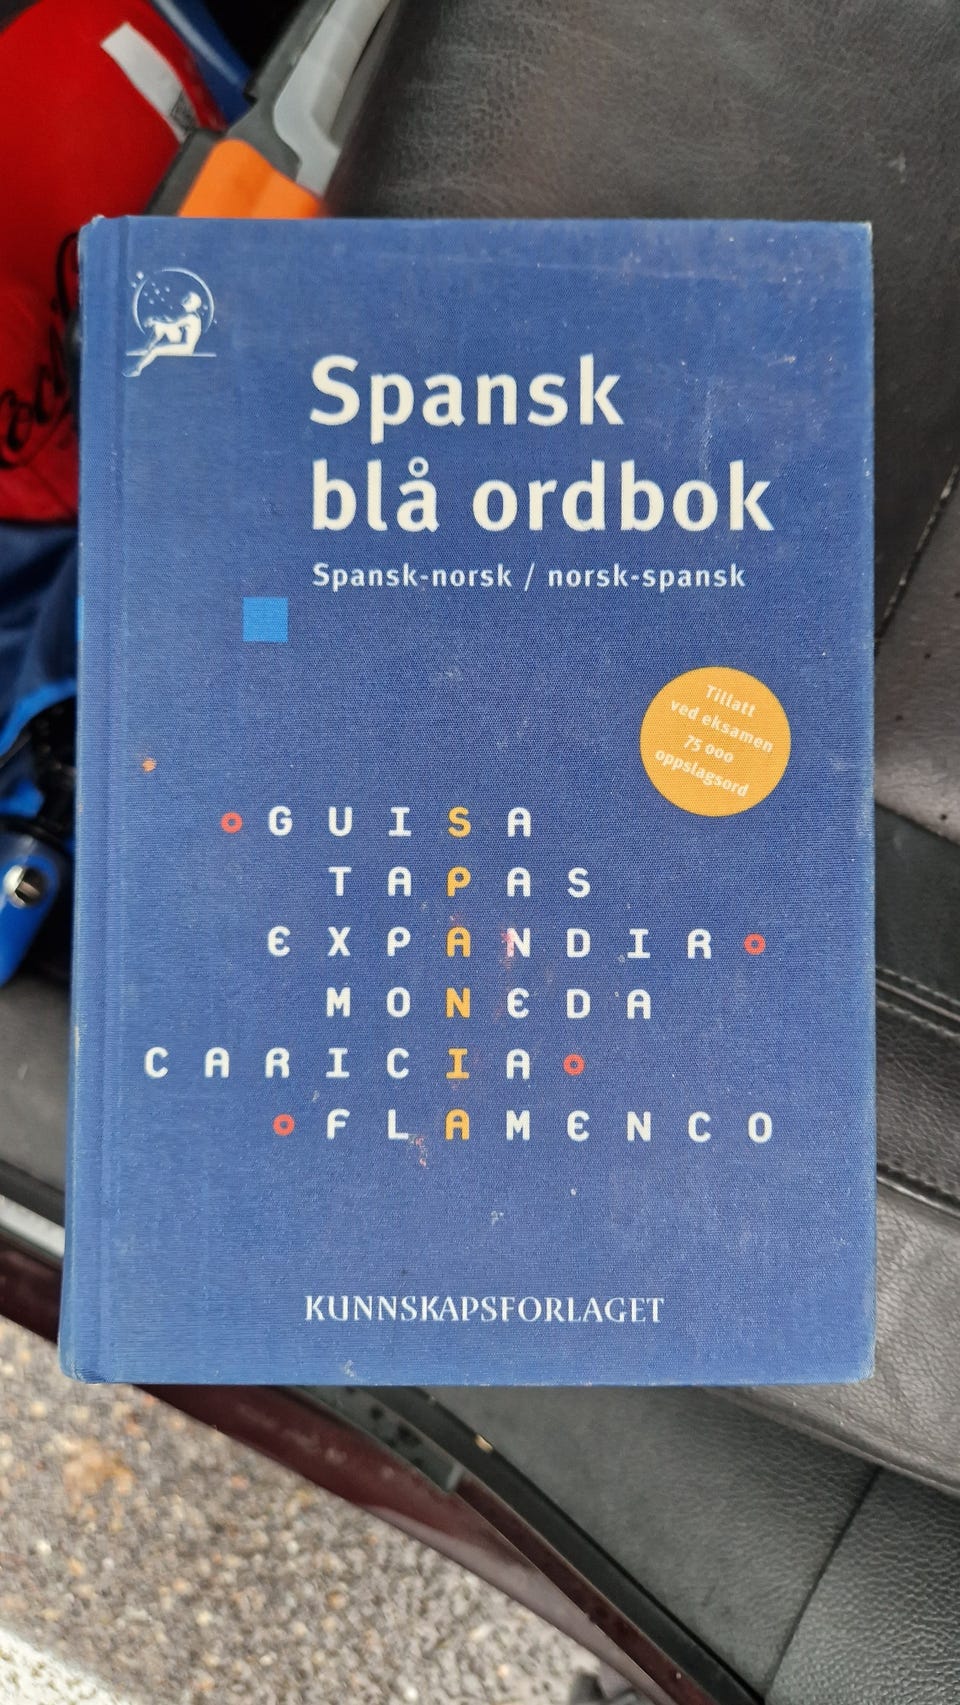 Spansk
blå ordbok
Spansk-norsk / norsk-spansk
Tillatt
ved eksamen
75 000
oppslagsord
GUISA
TAPAS
EXPANDIR
MONEDA
CARICIA
FLAMENCO
KUNNSKAPSFORLAGET